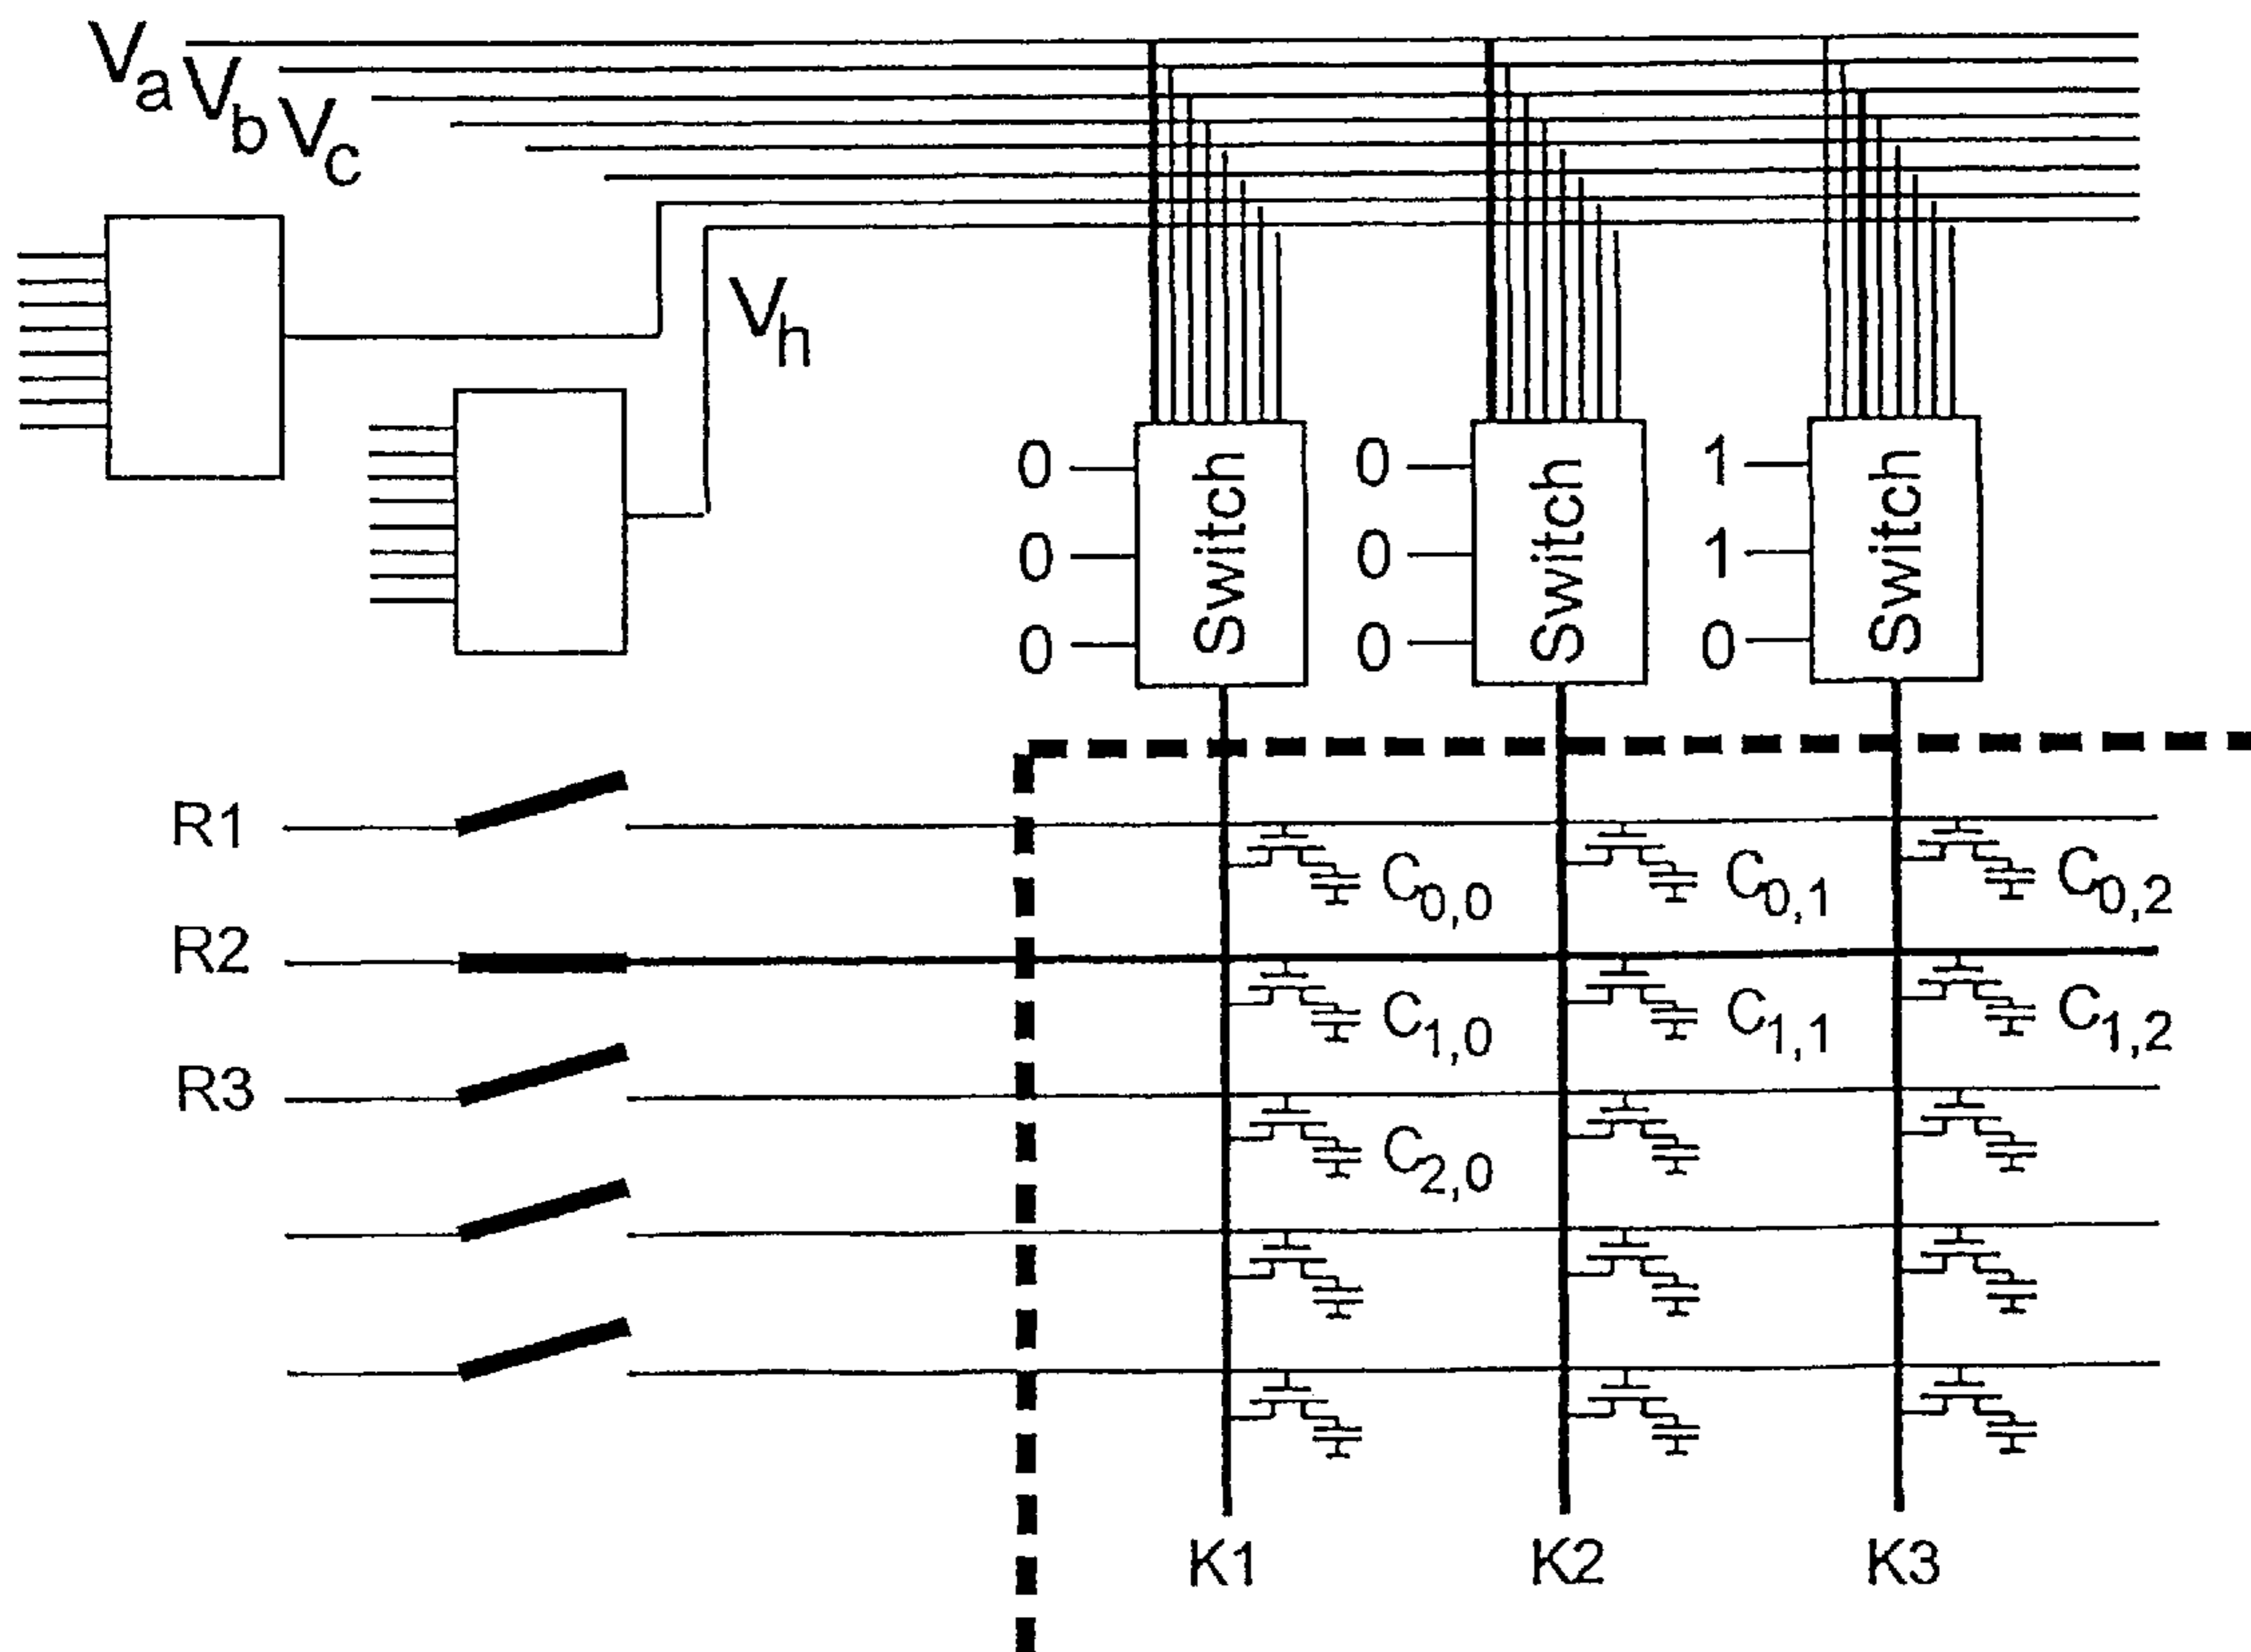 Va Vb Vc
Vh
0 0 1
0 0 1
0 0 0
Switch Switch Switch
R1
C0,0 C0,1 C0,2
R2
C1,0 C1,1 C1,2
R3
C2,0
K1 K2 K3